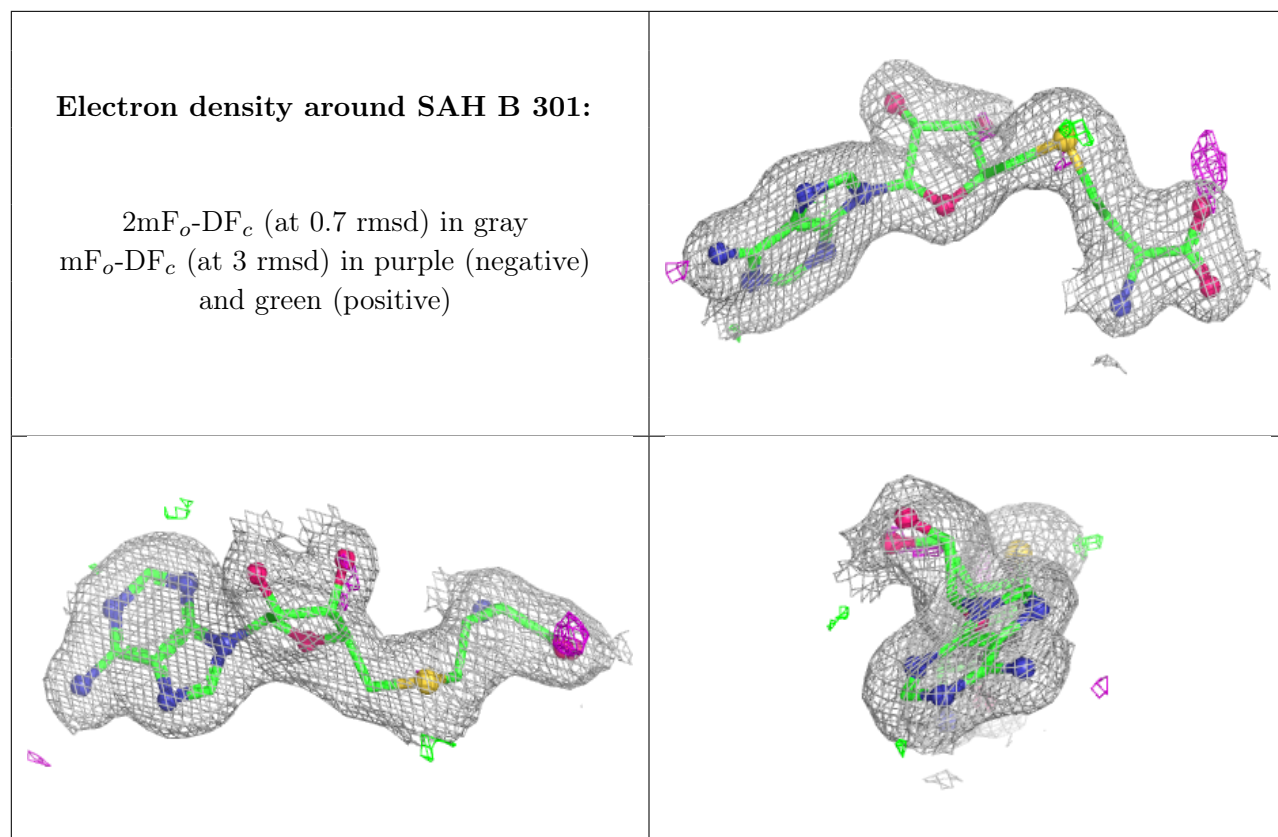 Electron density around SAH B 301:
2mFₒ-DF𝒸 (at 0.7 rmsd) in gray
mFₒ-DF𝒸 (at 3 rmsd) in purple (negative)
and green (positive)